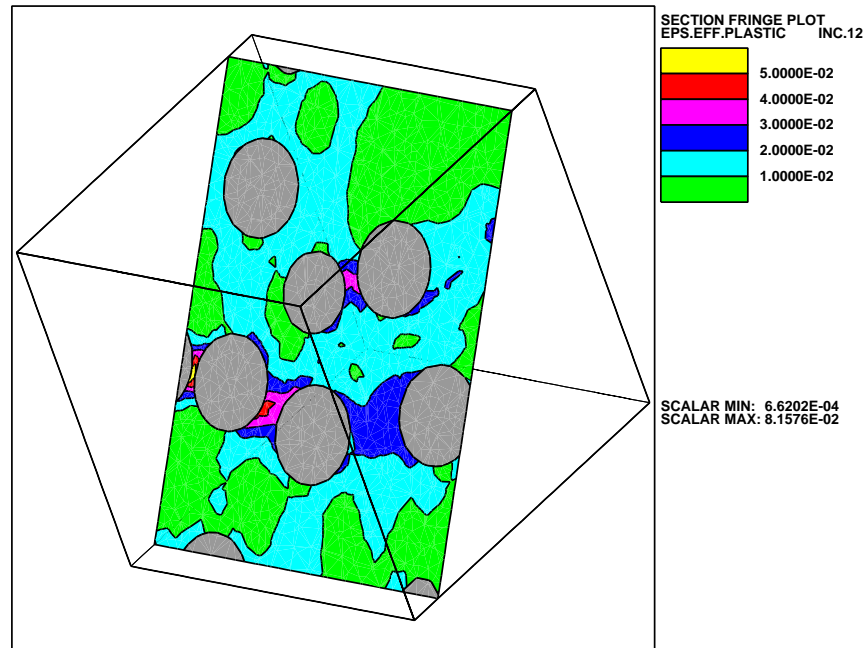 SECTION FRINGE PLOT
EPS.EFF.PLASTIC INC.12
5.0000E-02
4.0000E-02
3.0000E-02
2.0000E-02
1.0000E-02
SCALAR MIN: 6.6202E-04
SCALAR MAX: 8.1576E-02